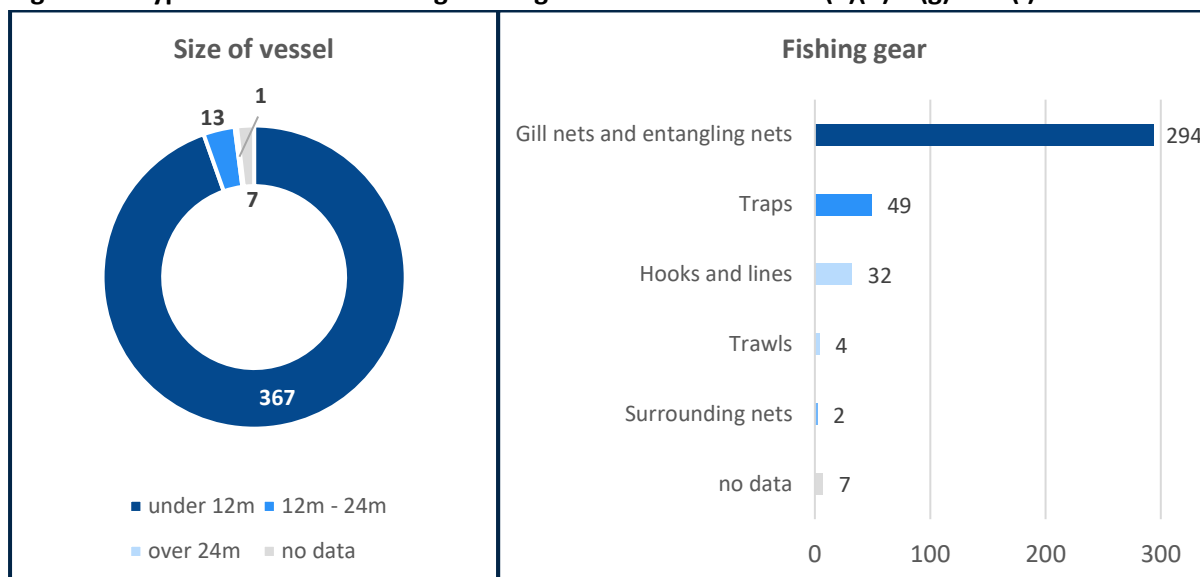 Size of vessel
1
13
7
367
under 12m 12m - 24m
over 24m no data
Fishing gear
Gill nets and entangling nets 294
Traps 49
Hooks and lines 32
Trawls 4
Surrounding nets 2
no data 7
0 100 200 300